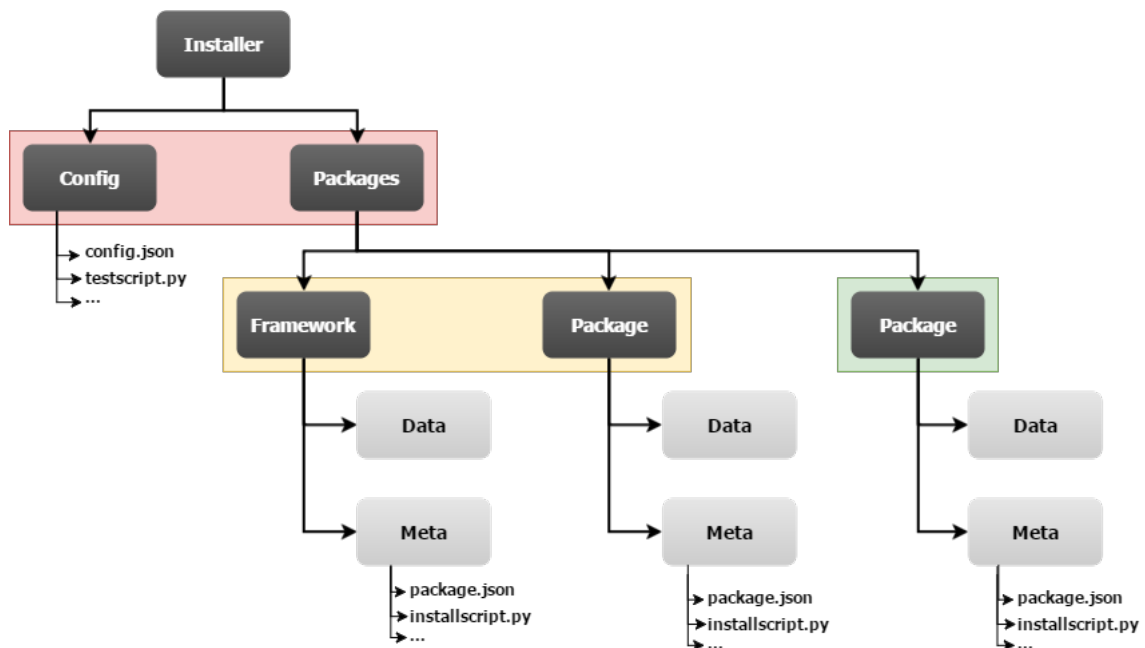 Installer
Config
Packages
config.json
testscript.py
...
Framework
Package
Package
Data
Data
Data
Meta
Meta
Meta
package.json
installscript.py
...
package.json
installscript.py
...
package.json
installscript.py
...